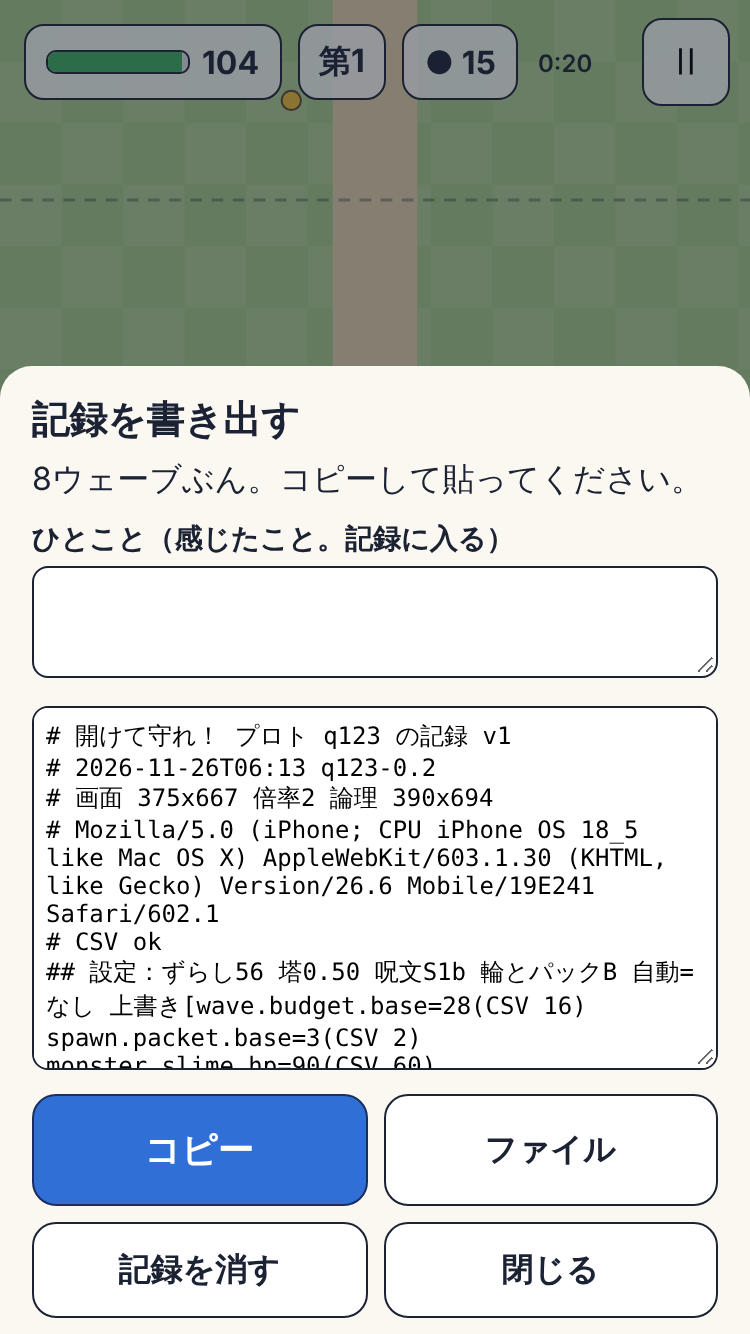 104
第1
15
0:20
記録を書き出す
8ウェーブぶん。コピーして貼ってください。
ひとこと（感じたこと。記録に入る）
# 開けて守れ！ プロト q123 の記録 v1
# 2026-11-26T06:13 q123-0.2
# 画面 375x667 倍率2 論理 390x694
# Mozilla/5.0 (iPhone; CPU iPhone OS 18_5
like Mac OS X) AppleWebKit/603.1.30 (KHTML,
like Gecko) Version/26.6 Mobile/19E241
Safari/602.1
# CSV ok
## 設定：ずらし56 塔0.50 呪文S1b 輪とパックB 自動=
なし 上書き[wave.budget.base=28(CSV 16)
spawn.packet.base=3(CSV 2)
monster.slime.hp=90(CSV 60)
コピー
ファイル
記録を消す
閉じる